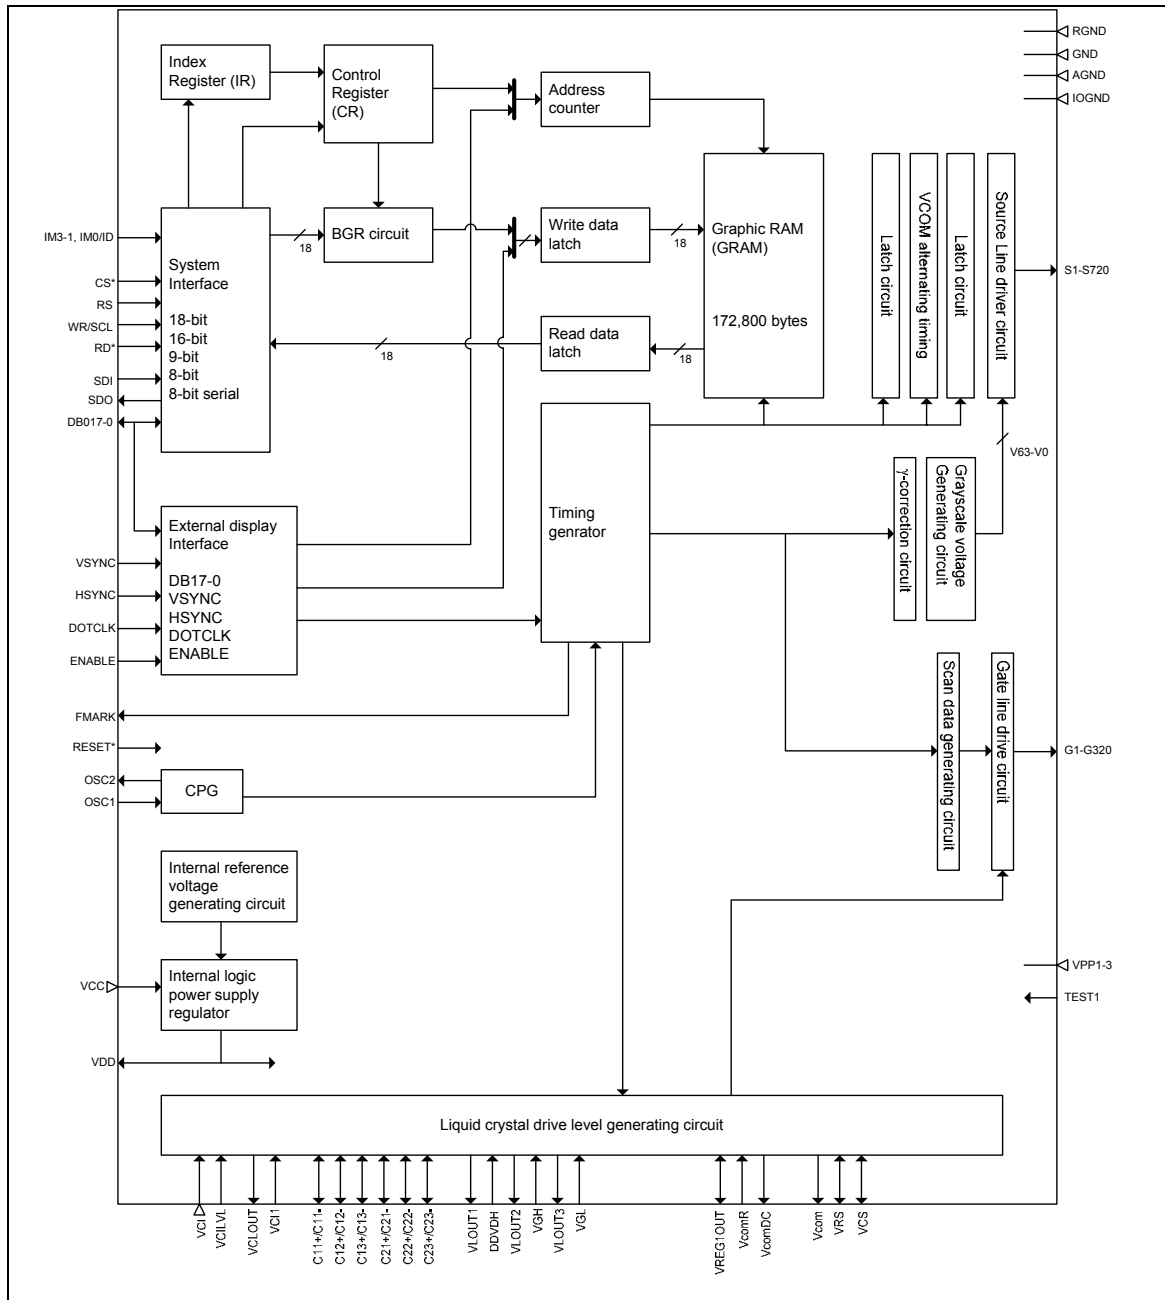 RGND
GND
AGND
IOGND
Index
Register (IR)
Control
Register
(CR)
Address
counter
IM3-1, IM0/ID
CS*
RS
WR/SCL
RD*
SDI
SDO
DB017-0
System
Interface
18-bit
16-bit
9-bit
8-bit
8-bit serial
18
BGR circuit
Write data
latch
18
Graphic RAM
(GRAM)
172,800 bytes
Read data
latch
18
18
Latch circuit
VCOM alternating timing
Latch circuit
Source Line driver circuit
S1-S720
V63-V0
Timing
genrator
γ-correction circuit
Grayscale voltage
Generating circuit
External display
Interface
DB17-0
VSYNC
HSYNC
DOTCLK
ENABLE
VSYNC
HSYNC
DOTCLK
ENABLE
FMARK
RESET*
OSC2
OSC1
CPG
Scan data generating circuit
Gate line drive circuit
G1-G320
Internal reference
voltage
generating circuit
Internal logic
power supply
regulator
VCC
VDD
VPP1-3
TEST1
Liquid crystal drive level generating circuit
VCI
VCILVL
VCLOUT
VCI1
C11+/C11-
C12+/C12-
C13+/C13-
C21+/C21-
C22+/C22-
C23+/C23-
VLOUT1
DDVDH
VLOUT2
VGH
VLOUT3
VGL
VREG1OUT
VcomR
VcomDC
Vcom
VRS
VCS